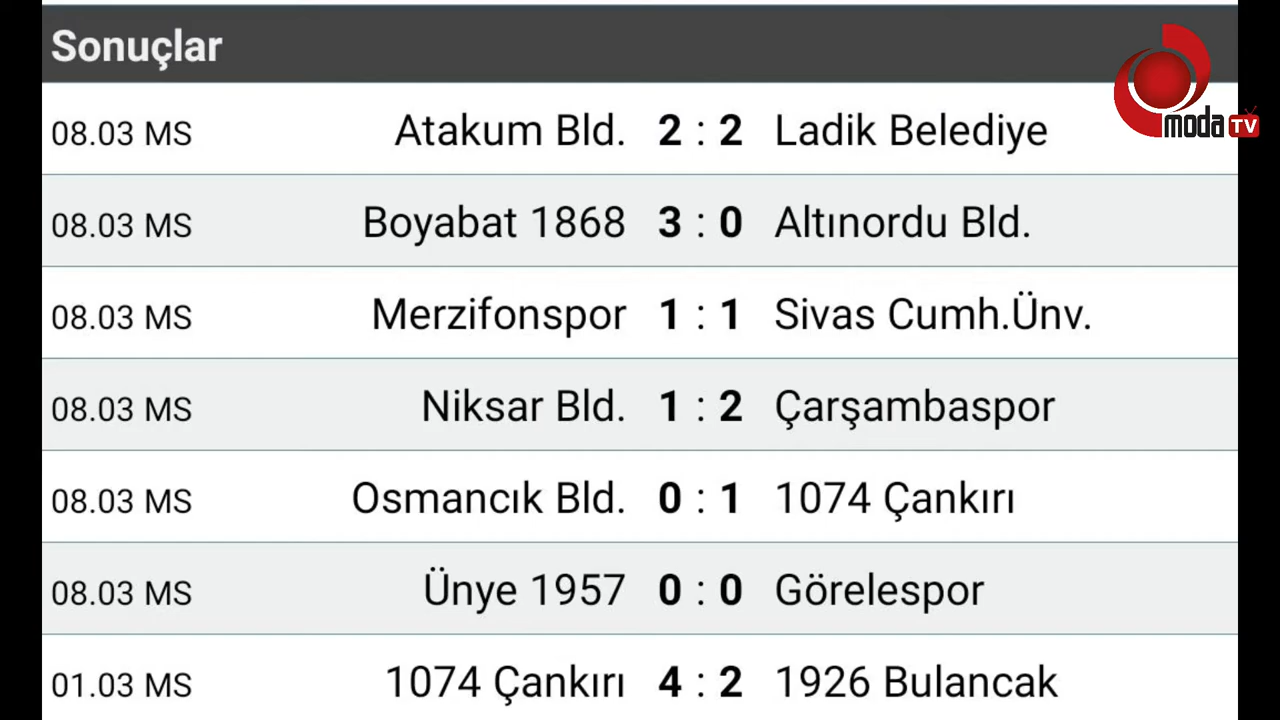 Sonuçlar
moda TV
08.03 MS Atakum Bld. 2 : 2 Ladik Belediye
08.03 MS Boyabat 1868 3 : 0 Altınordu Bld.
08.03 MS Merzifonspor 1 : 1 Sivas Cumh.Ünv.
08.03 MS Niksar Bld. 1 : 2 Çarşambaspor
08.03 MS Osmancık Bld. 0 : 1 1074 Çankırı
08.03 MS Ünye 1957 0 : 0 Görelespor
01.03 MS 1074 Çankırı 4 : 2 1926 Bulancak